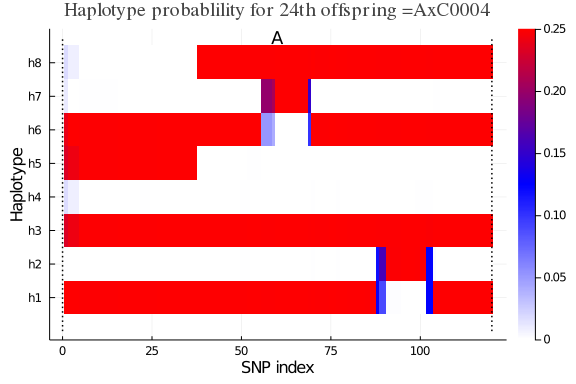 Haplotype probablility for 24th offspring =AxC0004
A
Haplotype
h8
h7
h6
h5
h4
h3
h2
h1
0
25
50
75
100
SNP index
0.25
0.20
0.15
0.10
0.05
0